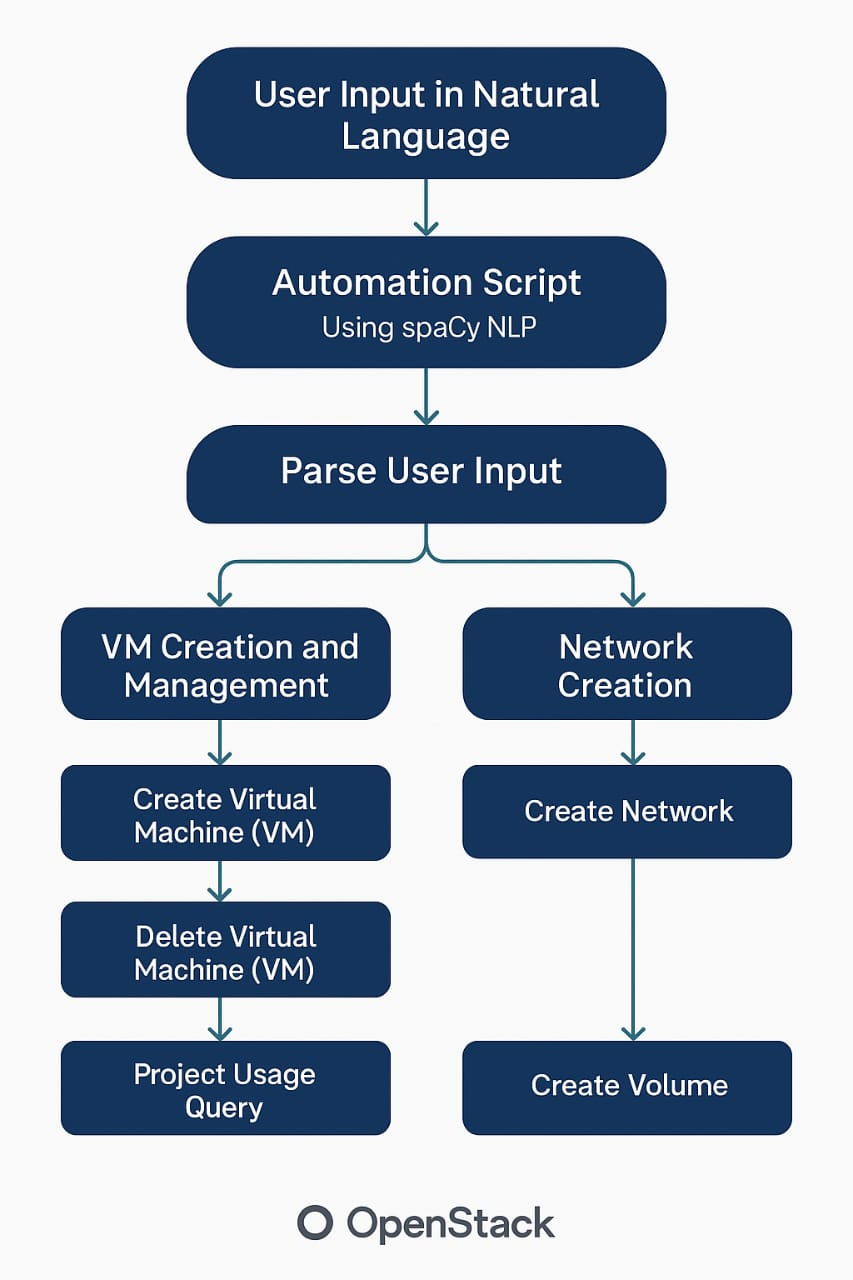 User Input in Natural
Language
Automation Script
Using spaCy NLP
Parse User Input
VM Creation and
Management
Create Virtual
Machine (VM)
Delete Virtual
Machine (VM)
Project Usage
Query
Network
Creation
Create Network
Create Volume
OpenStack